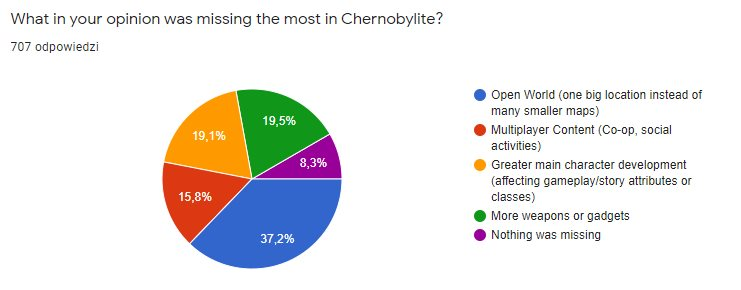 What in your opinion was missing the most in Chernobylite?
707 odpowiedzi
19,5%
19,1%
8,3%
15,8%
37,2%
Open World (one big location instead of
many smaller maps)
Multiplayer Content (Co-op, social
activities)
Greater main character development
(affecting gameplay/story attributes or
classes)
More weapons or gadgets
Nothing was missing